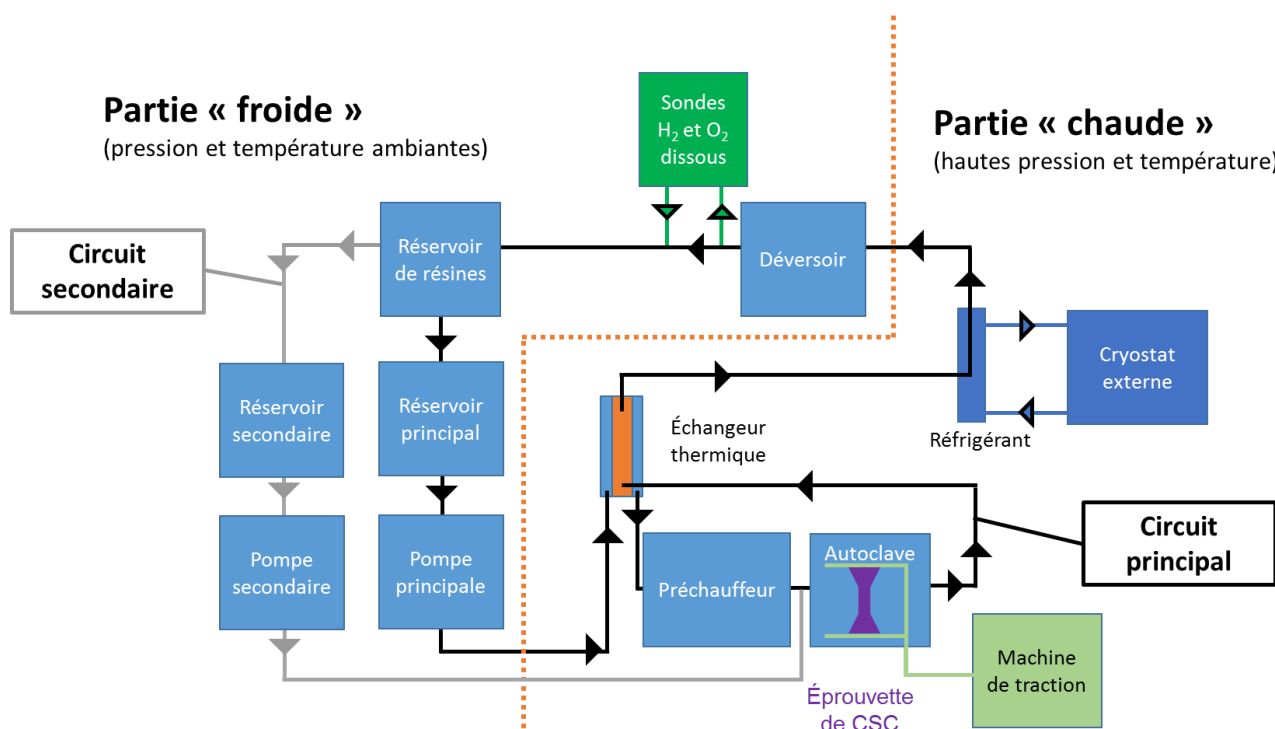 Partie « froide »
(pression et température ambiantes)
Sondes
H₂ et O₂
dissous
Partie « chaude »
(hautes pression et température)
Circuit
secondaire
Réservoir
de résines
Déversoir
Cryostat
externe
Réservoir
secondaire
Réservoir
principal
Échangeur
thermique
Réfrigérant
Circuit
principal
Pompe
secondaire
Pompe
principale
Préchauffeur
Autoclave
Machine
de traction
Éprouvette
de CSC